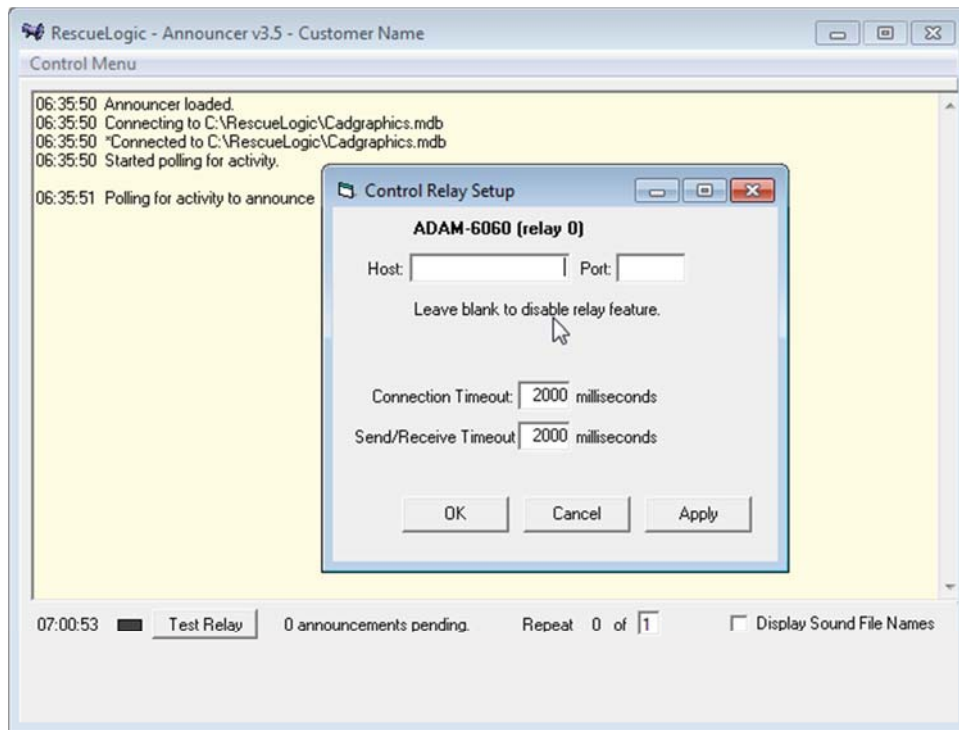 RescueLogic - Announcer v3.5 - Customer Name
Control Menu
06:35:50 Announcer loaded.
06:35:50 Connecting to C:\RescueLogic\Cadgraphics.mdb
06:35:50 *Connected to C:\RescueLogic\Cadgraphics.mdb
06:35:50 Started polling for activity.
06:35:51 Polling for activity to announce
Control Relay Setup
ADAM-6060 (relay 0)
Host: Port:
Leave blank to disable relay feature.
Connection Timeout: 2000 milliseconds
Send/Receive Timeout 2000 milliseconds
OK Cancel Apply
07:00:53 Test Relay 0 announcements pending. Repeat 0 of 1 Display Sound File Names